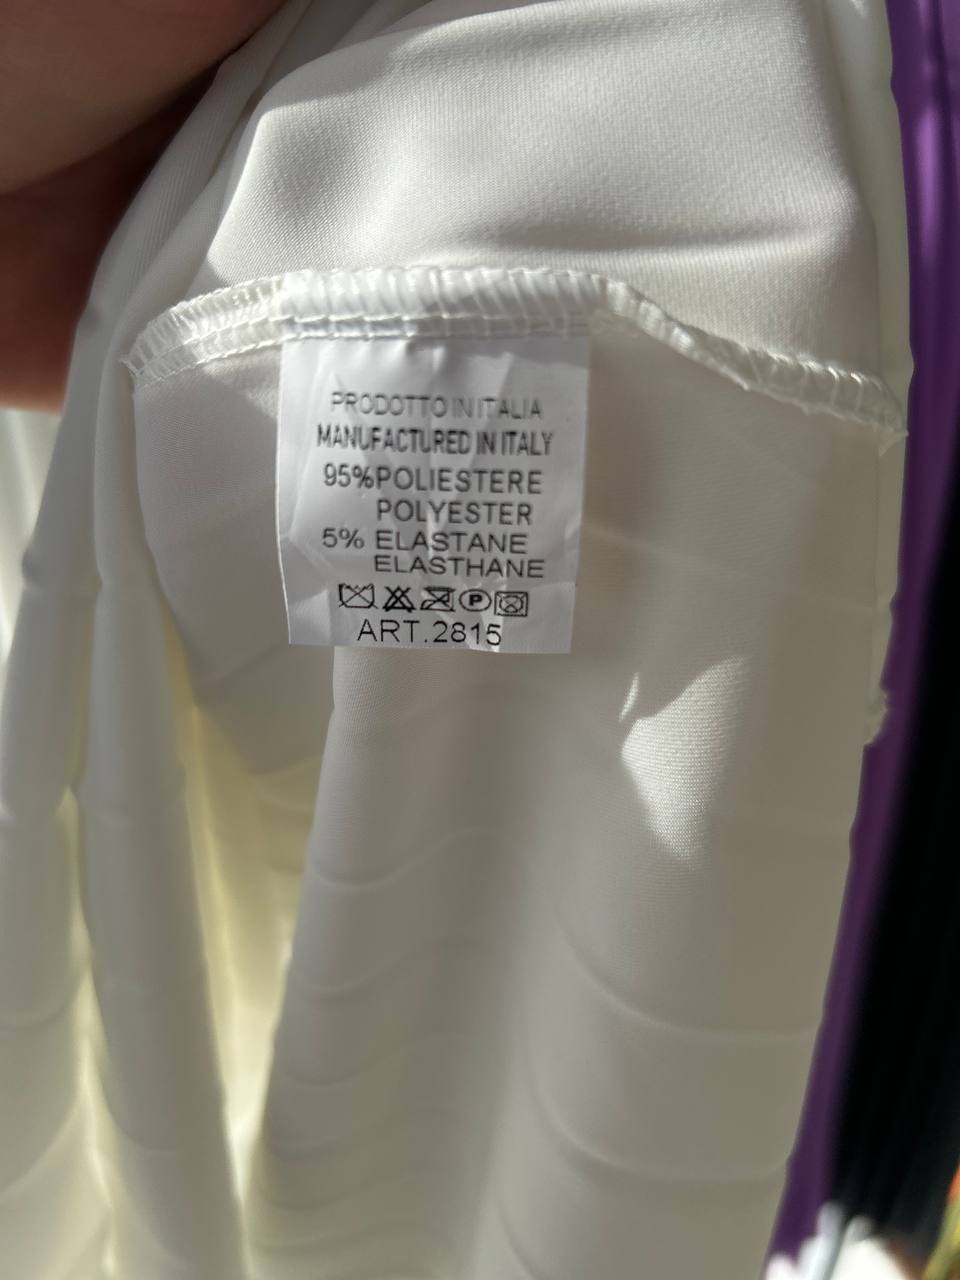 PRODOTTO IN ITALIA
MANUFACTURED IN ITALY
95% POLIESTERE
POLYESTER
5% ELASTANE
ELASTHANE
P
ART.2815